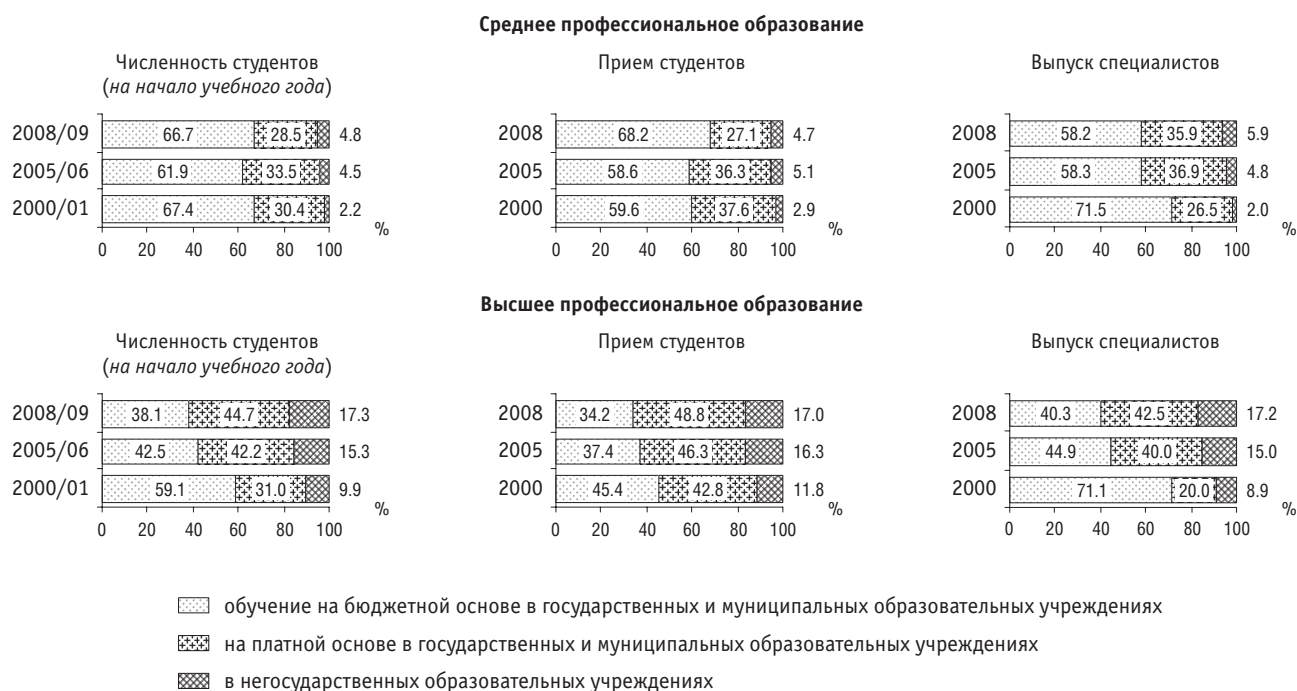 Среднее профессиональное образование
Численность студентов
(на начало учебного года)
2008/09 66.7 28.5 4.8
2005/06 61.9 33.5 4.5
2000/01 67.4 30.4 2.2
%
0 20 40 60 80 100
Прием студентов
2008 68.2 27.1 4.7
2005 58.6 36.3 5.1
2000 59.6 37.6 2.9
%
0 20 40 60 80 100
Выпуск специалистов
2008 58.2 35.9 5.9
2005 58.3 36.9 4.8
2000 71.5 26.5 2.0
%
0 20 40 60 80 100
Высшее профессиональное образование
Численность студентов
(на начало учебного года)
2008/09 38.1 44.7 17.3
2005/06 42.5 42.2 15.3
2000/01 59.1 31.0 9.9
%
0 20 40 60 80 100
Прием студентов
2008 34.2 48.8 17.0
2005 37.4 46.3 16.3
2000 45.4 42.8 11.8
%
0 20 40 60 80 100
Выпуск специалистов
2008 40.3 42.5 17.2
2005 44.9 40.0 15.0
2000 71.1 20.0 8.9
%
0 20 40 60 80 100
обучение на бюджетной основе в государственных и муниципальных образовательных учреждениях
на платной основе в государственных и муниципальных образовательных учреждениях
в негосударственных образовательных учреждениях